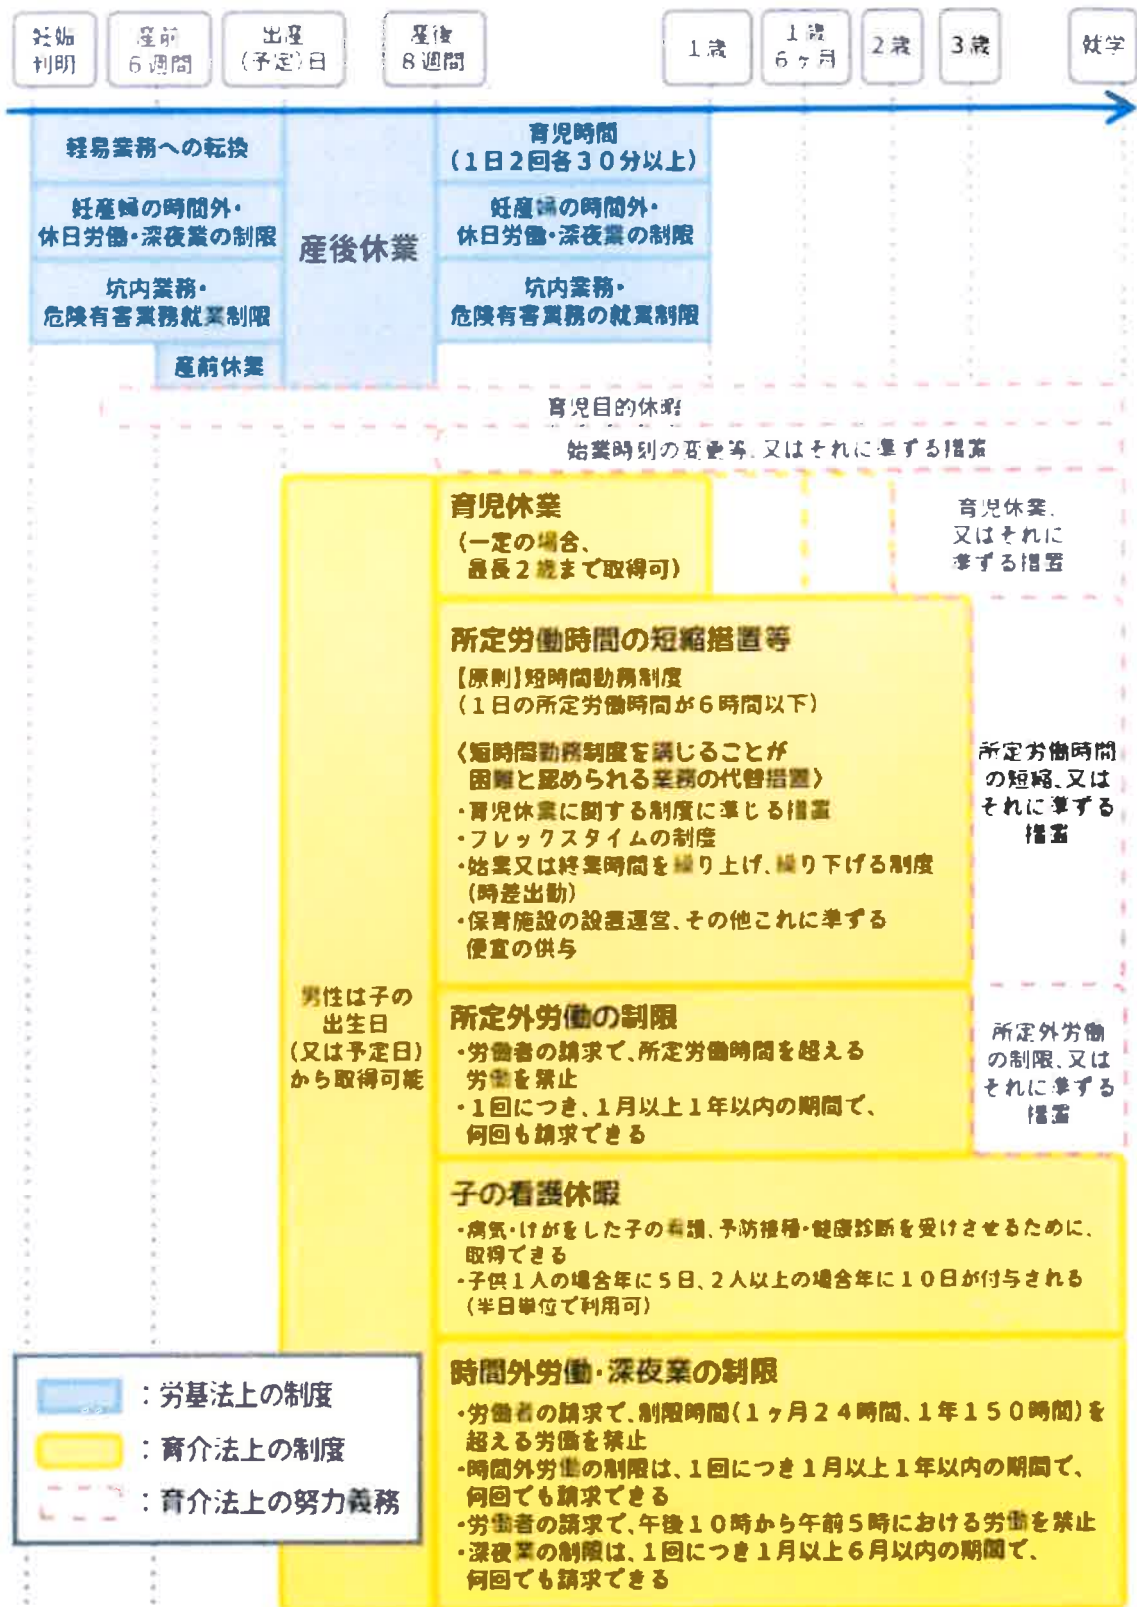 妊娠
判明
産前
6週間
出産
(予定)日
産後
8週間
1歳
1歳
6ヶ月
2歳
3歳
就学
軽易業務への転換
妊産婦の時間外・
休日労働・深夜業の制限
坑内業務・
危険有害業務就業制限
産前休業
産後休業
育児時間
(1日2回各30分以上)
妊産婦の時間外・
休日労働・深夜業の制限
坑内業務・
危険有害業務の就業制限
育児目的休暇
始業時刻の変更等、又はそれに準ずる措置
男性は子の
出生日
(又は予定日)
から取得可能
育児休業
(一定の場合、
最長2歳まで取得可)
育児休業、
又はそれに
準ずる措置
所定労働時間の短縮措置等
【原則】短時間勤務制度
(1日の所定労働時間が6時間以下)
〈短時間勤務制度を講じることが
困難と認められる業務の代替措置〉
・育児休業に関する制度に準じる措置
・フレックスタイムの制度
・始業又は終業時間を繰り上げ、繰り下げる制度
(時差出勤)
・保育施設の設置運営、その他これに準ずる
便宜の供与
所定労働時間
の短縮、又は
それに準ずる
措置
所定外労働の制限
・労働者の請求で、所定労働時間を超える
労働を禁止
・1回につき、1月以上1年以内の期間で、
何回も請求できる
所定外労働
の制限、又は
それに準ずる
措置
子の看護休暇
・病気・けがをした子の看護、予防接種・健康診断を受けさせるために、
取得できる
・子供1人の場合年に5日、2人以上の場合年に10日が付与される
(半日単位で利用可)
時間外労働・深夜業の制限
・労働者の請求で、制限時間(1ヶ月24時間、1年150時間)を
超える労働を禁止
・時間外労働の制限は、1回につき1月以上1年以内の期間で、
何回でも請求できる
・労働者の請求で、午後10時から午前5時における労働を禁止
・深夜業の制限は、1回につき1月以上6月以内の期間で、
何回でも請求できる
：労基法上の制度
：育介法上の制度
：育介法上の努力義務